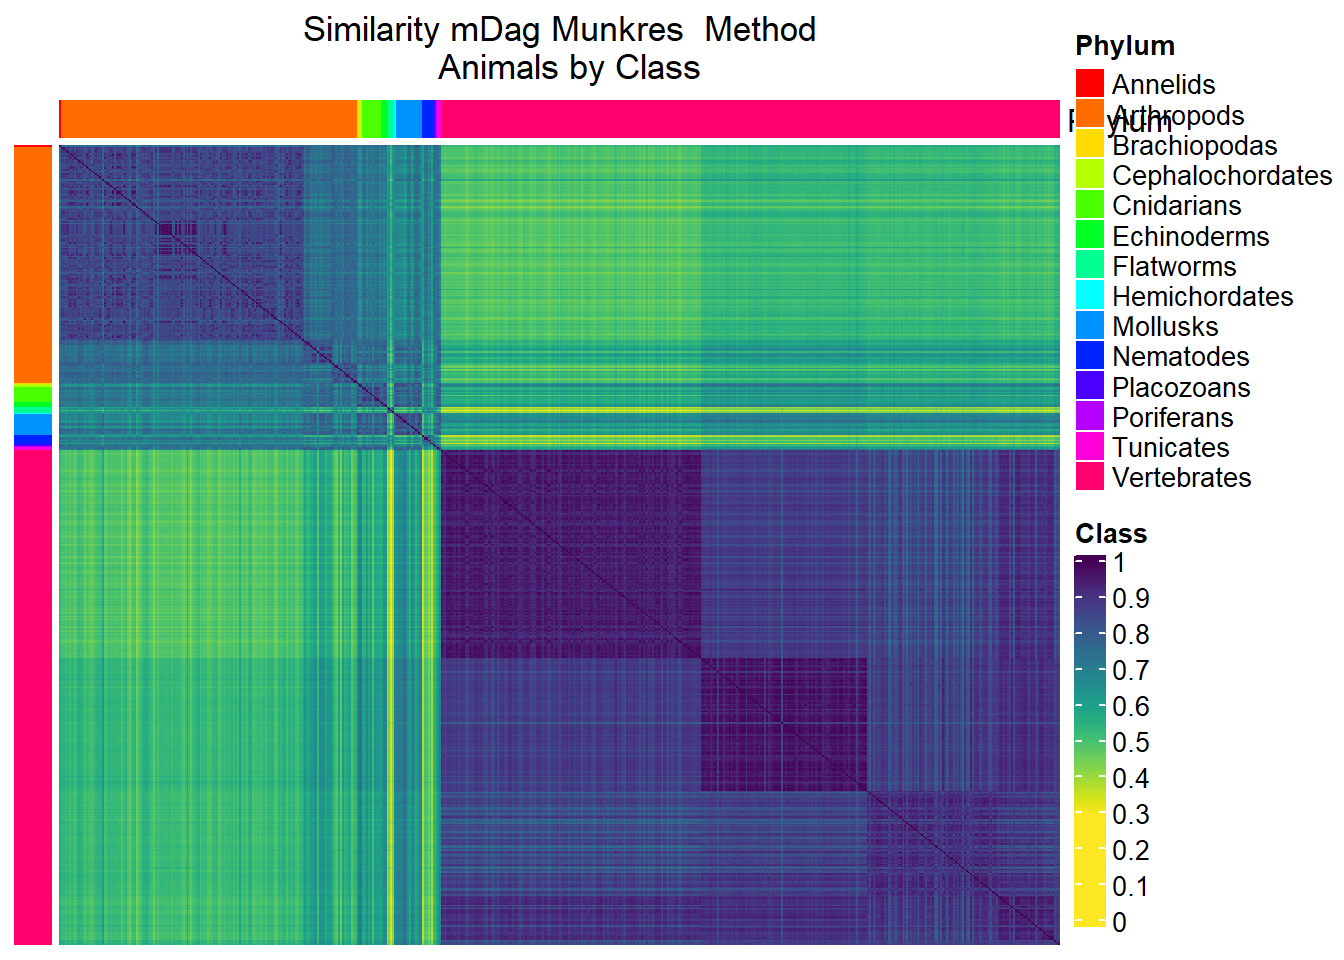 Similarity mDag Munkres  Method
Animals by Class
Phylum
Phylum
Annelids
Arthropods
Brachiopodas
Cephalochordates
Cnidarians
Echinoderms
Flatworms
Hemichordates
Mollusks
Nematodes
Placozoans
Poriferans
Tunicates
Vertebrates
Class
1
0.9
0.8
0.7
0.6
0.5
0.4
0.3
0.2
0.1
0